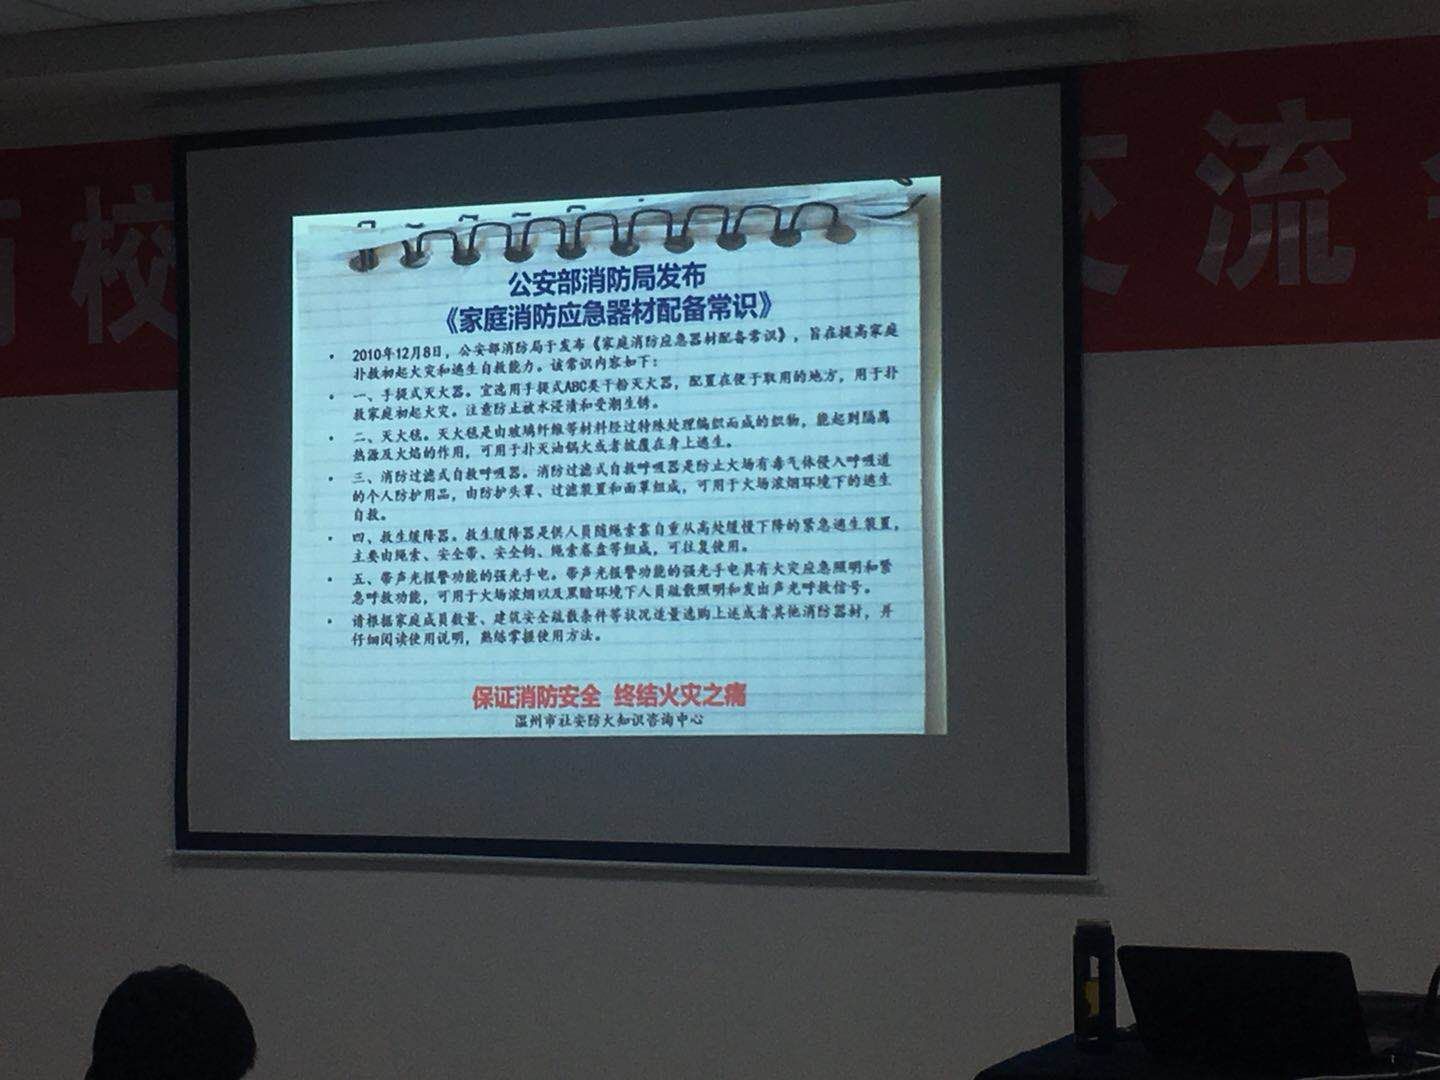 校
交流
公安部消防局发布
《家庭消防应急器材配备常识》
• 2010年12月8日，公安部消防局于发布《家庭消防应急器材配备常识》，旨在提高家庭
扑救初起火灾和逃生自救能力。该常识内容如下：
• 一、手提式灭火器。宜选用手提式ABC类干粉灭火器，配置在便于取用的地方，用于扑
救家庭初起火灾。注意防止被水浸渍和受潮生锈。
• 二、灭火毯。灭火毯是由玻璃纤维等材料经过特殊处理编织而成的织物，能起到隔离
热源及火焰的作用，可用于扑灭油锅火或者披覆在身上逃生。
• 三、消防过滤式自救呼吸器。消防过滤式自救呼吸器是防止火场有毒气体侵入呼吸道
的个人防护用品，由防护头罩、过滤装置和面罩组成，可用于火场浓烟环境下的逃生
自救。
• 四、救生缓降器。救生缓降器是供人员随绳索靠自重从高处缓慢下降的紧急逃生装置，
主要由绳索、安全带、安全钩、绳索卷盘等组成，可往复使用。
• 五、带声光报警功能的强光手电。带声光报警功能的强光手电具有火灾应急照明和紧
急呼救功能，可用于火场浓烟以及黑暗环境下人员疏散照明和发出声光呼救信号。
• 请根据家庭成员数量、建筑安全疏散条件等状况适量选购上述或者其他消防器材，并
仔细阅读使用说明，熟练掌握使用方法。
保证消防安全 终结火灾之痛
温州市社安防火知识咨询中心